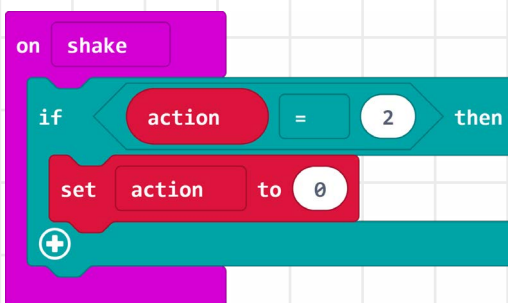 on shake
if action = 2 then
set action to 0